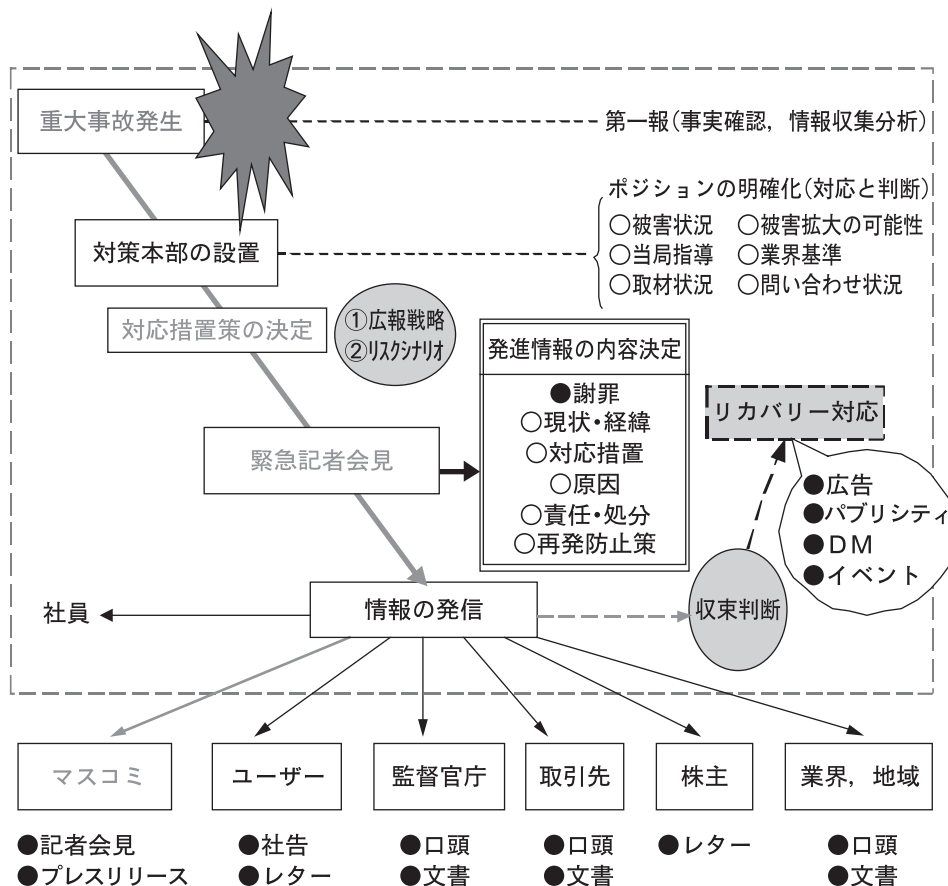 重大事故発生
第一報(事実確認，情報収集分析)
ポジションの明確化(対応と判断)
○被害状況　○被害拡大の可能性
○当局指導　○業界基準
○取材状況　○問い合わせ状況
対策本部の設置
対応措置策の決定
①広報戦略
②リスクシナリオ
発進情報の内容決定
●謝罪
○現状・経緯
○対応措置
○原因
○責任・処分
○再発防止策
緊急記者会見
リカバリー対応
●広告
●パブリシティ
●DM
●イベント
収束判断
情報の発信
社員
マスコミ
●記者会見
●プレスリリース
ユーザー
●社告
●レター
監督官庁
●口頭
●文書
取引先
●口頭
●文書
株主
●レター
業界，地域
●口頭
●文書